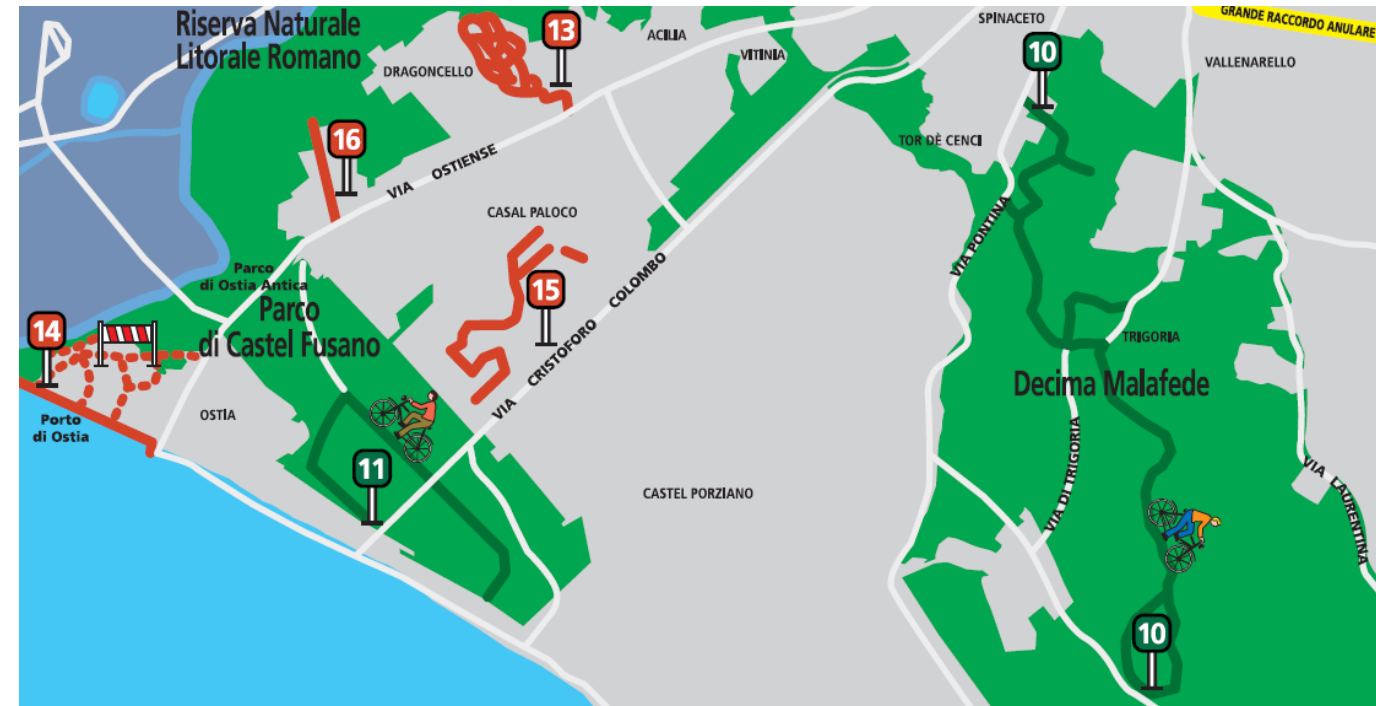 Riserva Naturale
Litorale Romano
13
ACILIA
SPINACETO
GRANDE RACCORDO ANULARE
DRAGONCELLO
VITINIA
10
VALLENARELLO
16
TOR DÈ CENCI
VIA OSTIENSE
CASAL PALOCO
VIA PONTINA
Parco
di Ostia Antica
Parco
di Castel Fusano
15
VIA CRISTOFORO COLOMBO
14
TRIGORIA
Decima Malafede
Porto
di Ostia
OSTIA
11
CASTEL PORZIANO
VIA DI TRIGORIA
VIA LAURENTINA
10